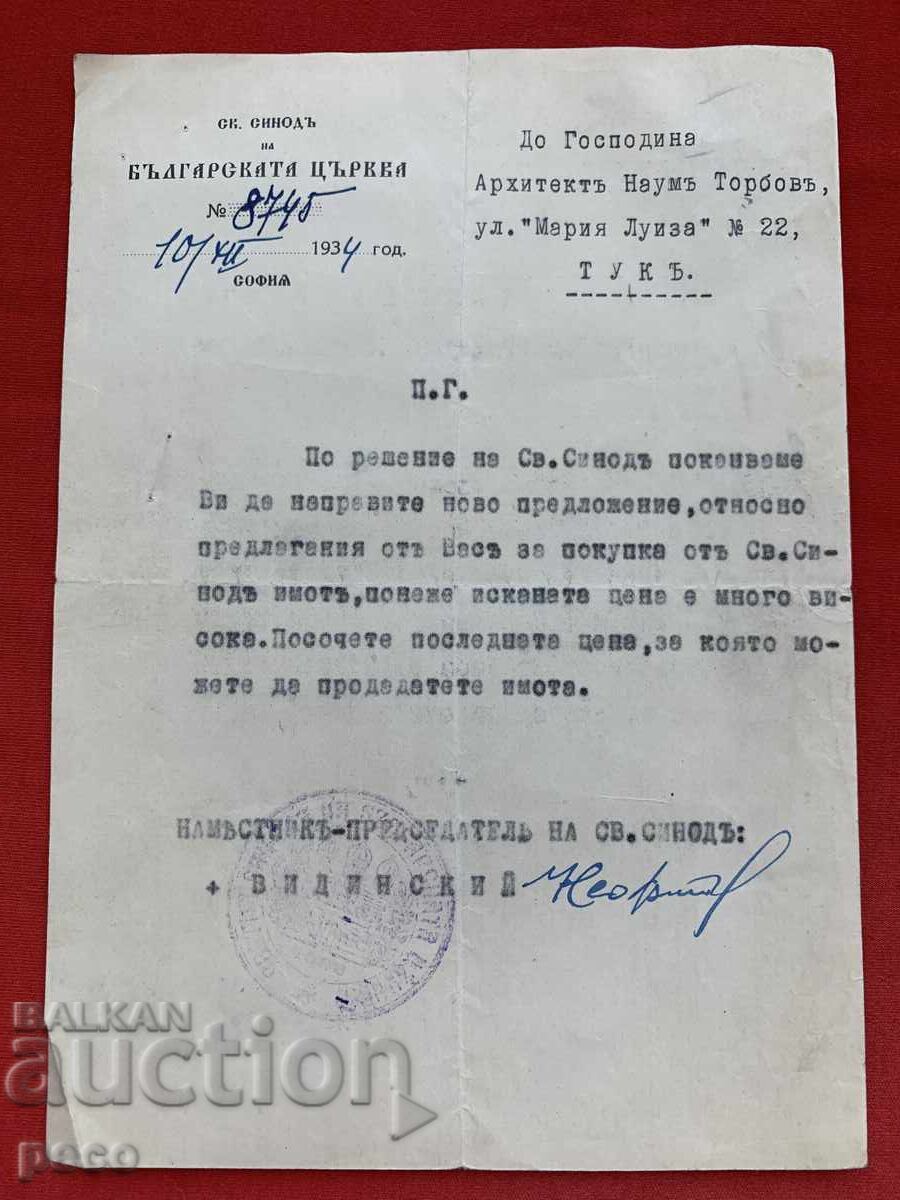 СВ. СИНОДЪ
НА
БЪЛГАРСКАТА ЦЪРКВА
№ 8745
10/XII 1934 год.
СОФИЯ
До Господина
Архитектъ Наумъ Торбовъ,
ул."Мария Луиза" № 22,
ТУКЪ.
П.Г.
По решение на Св.Синодъ поканваме
Ви да направите ново предложение,относно
предлагания отъ Васъ за покупка отъ Св.Си-
нодъ имотъ,понеже исканата цена е много ви-
сока.Посочете последната цена,за която мо-
жете да продадатете имота.
НАМѢСТНИКЪ-ПРЕДСЕДАТЕЛЬ НА СВ.СИНОДЪ:
+ ВИДИНСКИЙ Неофитъ
BALKAN
auction
paco